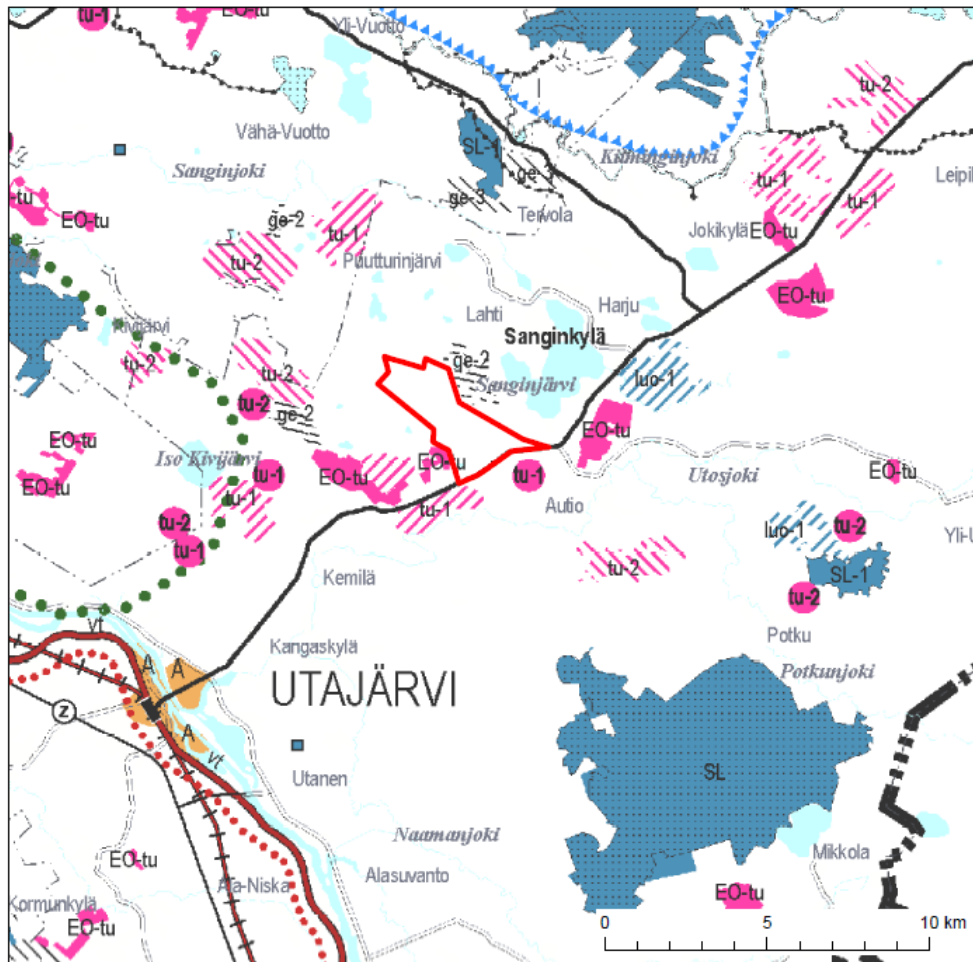 tu-1
EO-tu
Yli-Vuotto
tu-2
Vähä-Vuotto
SL-1
Kiiminginjoki
Sanginjoki
ge-3
tu-1
Leipi
tu
ge-3
tu-1
EO-tu
ge-2
Tervola
tu-1
Jokikylä
EO-tu
tu-2
Puutturinjärvi
EO-tu
Lahti
Harju
Kivijärvi
Sanginkylä
tu-2
ge-2
tu-2
Sanginjärvi
luo-1
tu-2
ge-2
EO-tu
EO-tu
Iso Kivijärvi
EO-tu
EO-tu
tu-1
tu-1
Utosjoki
EO-tu
EO-tu
tu-1
tu-1
Autio
tu-2
luo-1
tu-2
Yli-U
tu-1
tu-2
SL-1
Kemilä
tu-2
vt
Kangaskylä
Potku
A
A
UTAJÄRVI
Potkunjoki
Z
A
vt
SL
Utanen
Naamanjoki
Mikkola
EO-tu
Ala-Niska
Alasuvanto
EO-tu
Kormunkylä
EO-tu
0
5
10 km